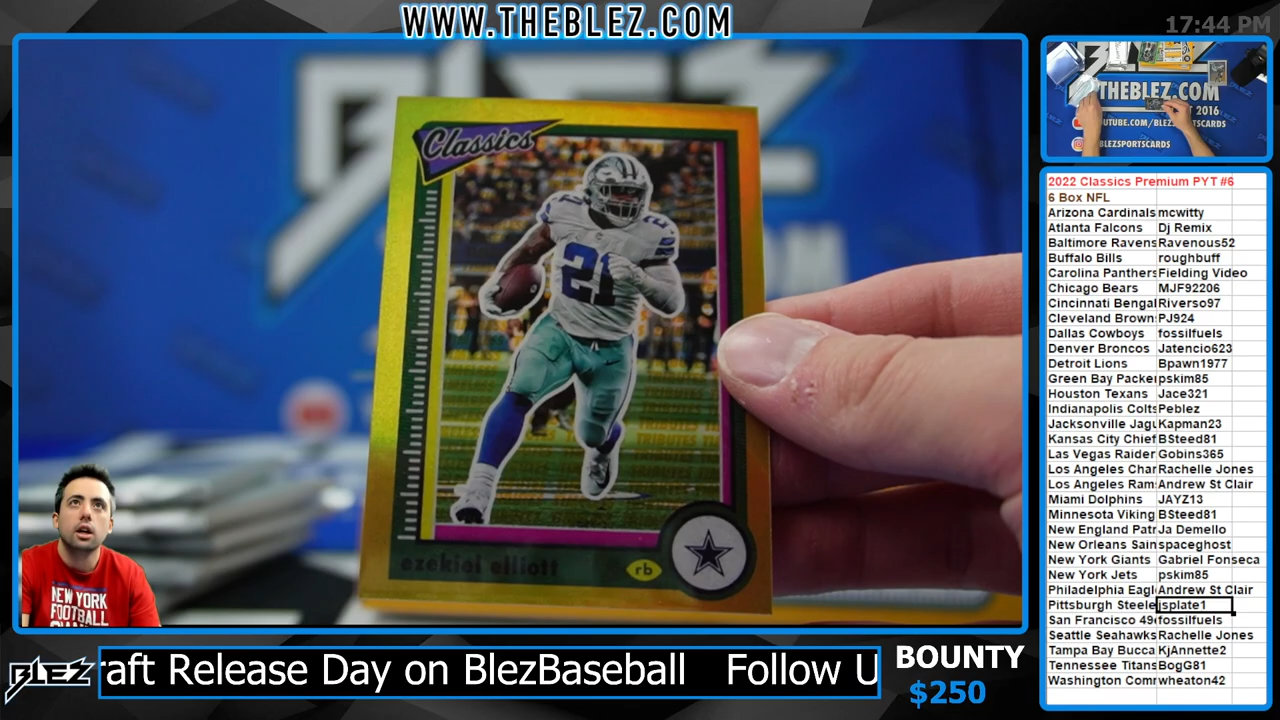 WWW.THEBLEZ.COM
17:44 PM
Classics
21
ezekiel elliott
rb
THEBLEZ.COM
2016
YOUTUBE.COM/BLEZSPORTSCARDS
BLEZSPORTSCARDS
2022 Classics Premium PYT #6
6 Box NFL
Arizona Cardinals mcwitty
Atlanta Falcons Dj Remix
Baltimore Ravens Ravenous52
Buffalo Bills roughbuff
Carolina Panthers Fielding Video
Chicago Bears MJF92206
Cincinnati Bengal Riverso97
Cleveland Brown PJ924
Dallas Cowboys fossilfuels
Denver Broncos Jatencio623
Detroit Lions Bpawn1977
Green Bay Packe pskim85
Houston Texans Jace321
Indianapolis Colts Peblez
Jacksonville Jagu Kapman23
Kansas City Chief BSteed81
Las Vegas Raider Gobins365
Los Angeles Char Rachelle Jones
Los Angeles Ram Andrew St Clair
Miami Dolphins JAYZ13
Minnesota Viking BSteed81
New England Patr Ja Demello
New Orleans Sain spaceghost
New York Giants Gabriel Fonseca
New York Jets pskim85
Philadelphia Eagl Andrew St Clair
Pittsburgh Steele jsplate1
San Francisco 49 fossilfuels
Seattle Seahawks Rachelle Jones
Tampa Bay Bucca KjAnnette2
Tennessee Titans BogG81
Washington Com wheaton42
NEW YORK
FOOTBALL
BLEZ
raft Release Day on BlezBaseball Follow U
BOUNTY
$250